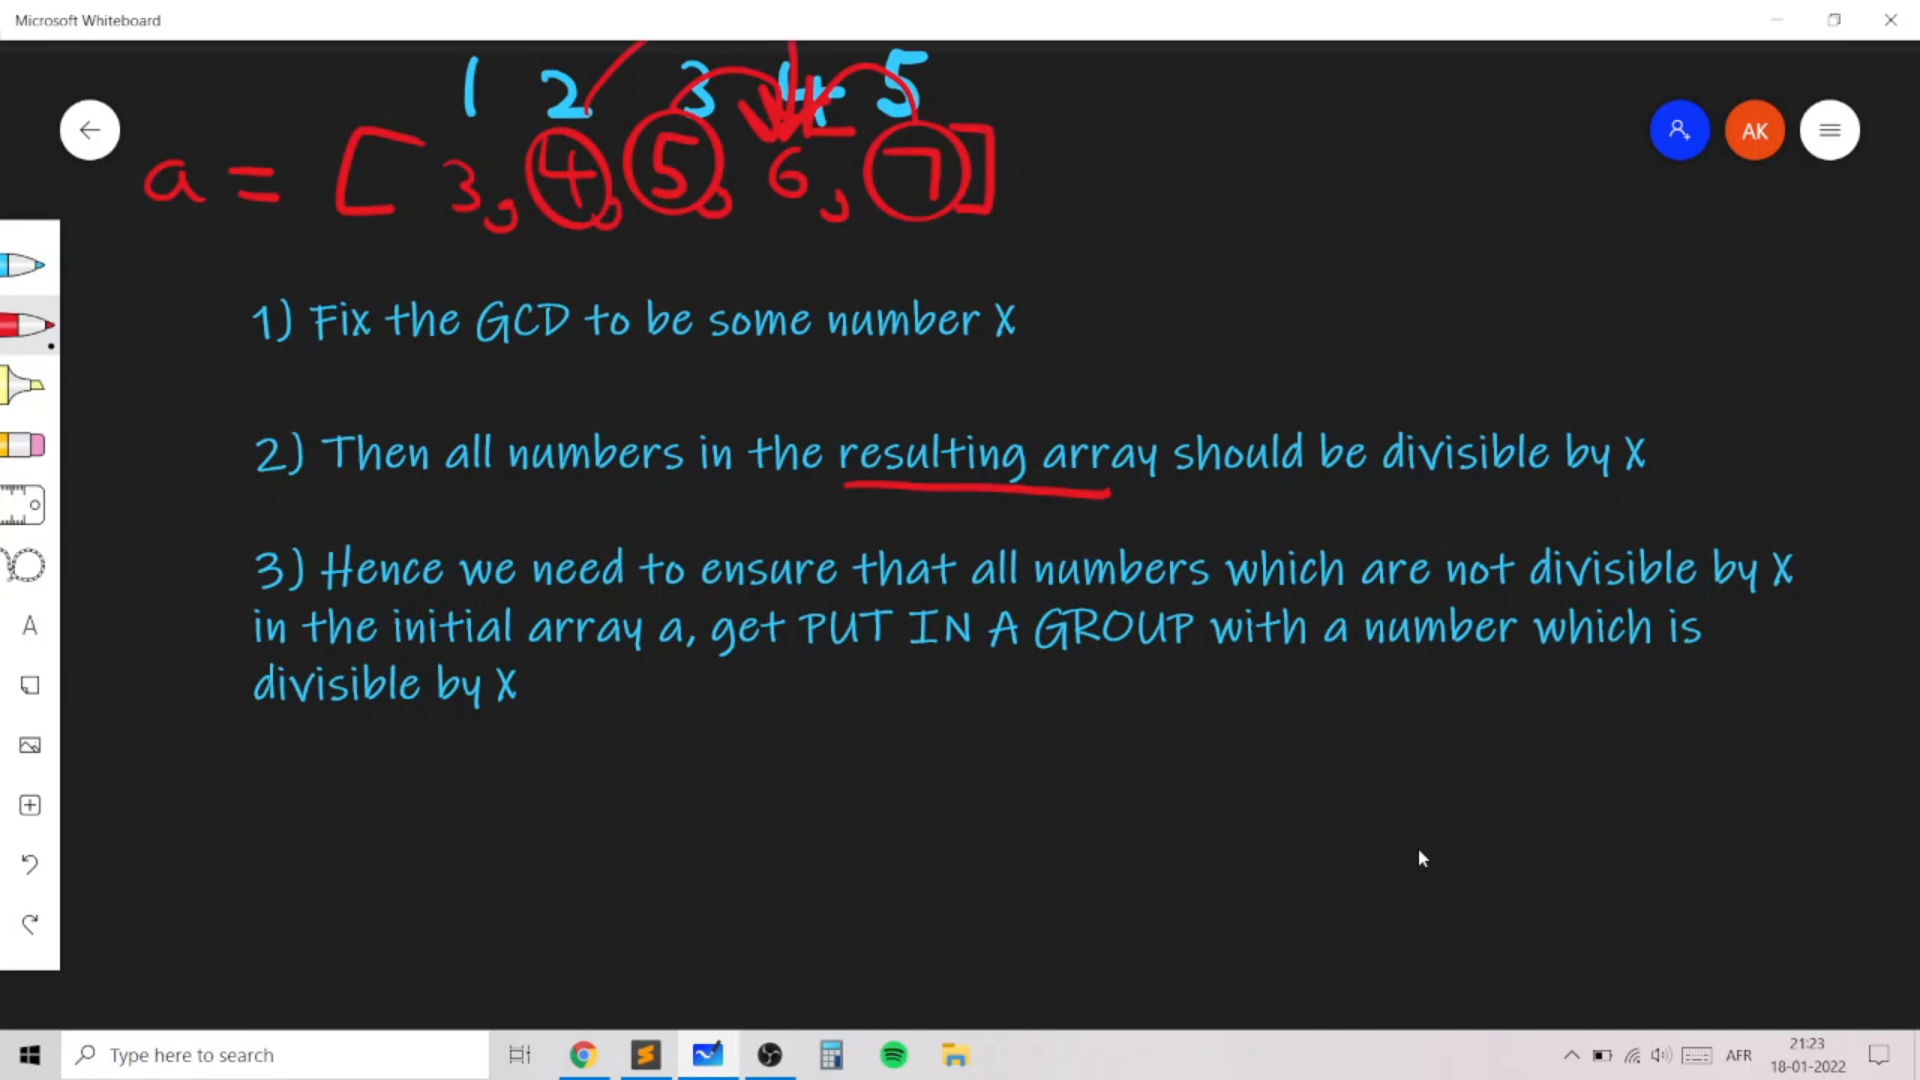 Microsoft Whiteboard
1 2 3 4 5
a = [ 3, 4, 5, 6, 7 ]
AK
1) Fix the GCD to be some number X
2) Then all numbers in the resulting array should be divisible by X
3) Hence we need to ensure that all numbers which are not divisible by X
in the initial array a, get PUT IN A GROUP with a number which is
divisible by X
A
Type here to search
AFR
21:23
18-01-2022